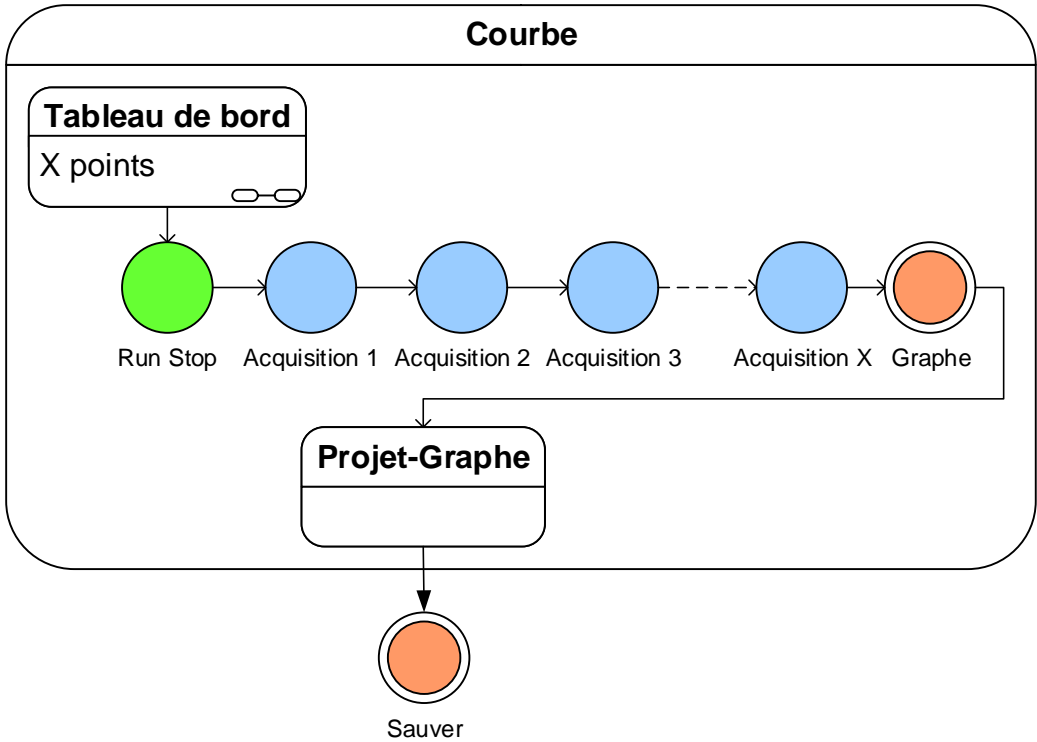 Courbe
Tableau de bord
X points
Run Stop
Acquisition 1
Acquisition 2
Acquisition 3
Acquisition X
Graphe
Projet-Graphe
Sauver